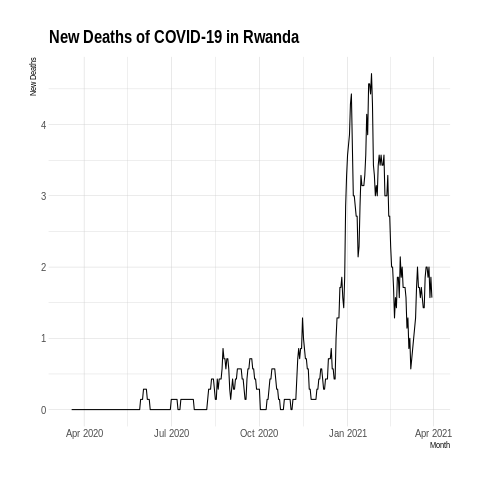 New Deaths of COVID-19 in Rwanda
New Deaths
4
3
2
1
0
Apr 2020
Jul 2020
Oct 2020
Jan 2021
Apr 2021
Month